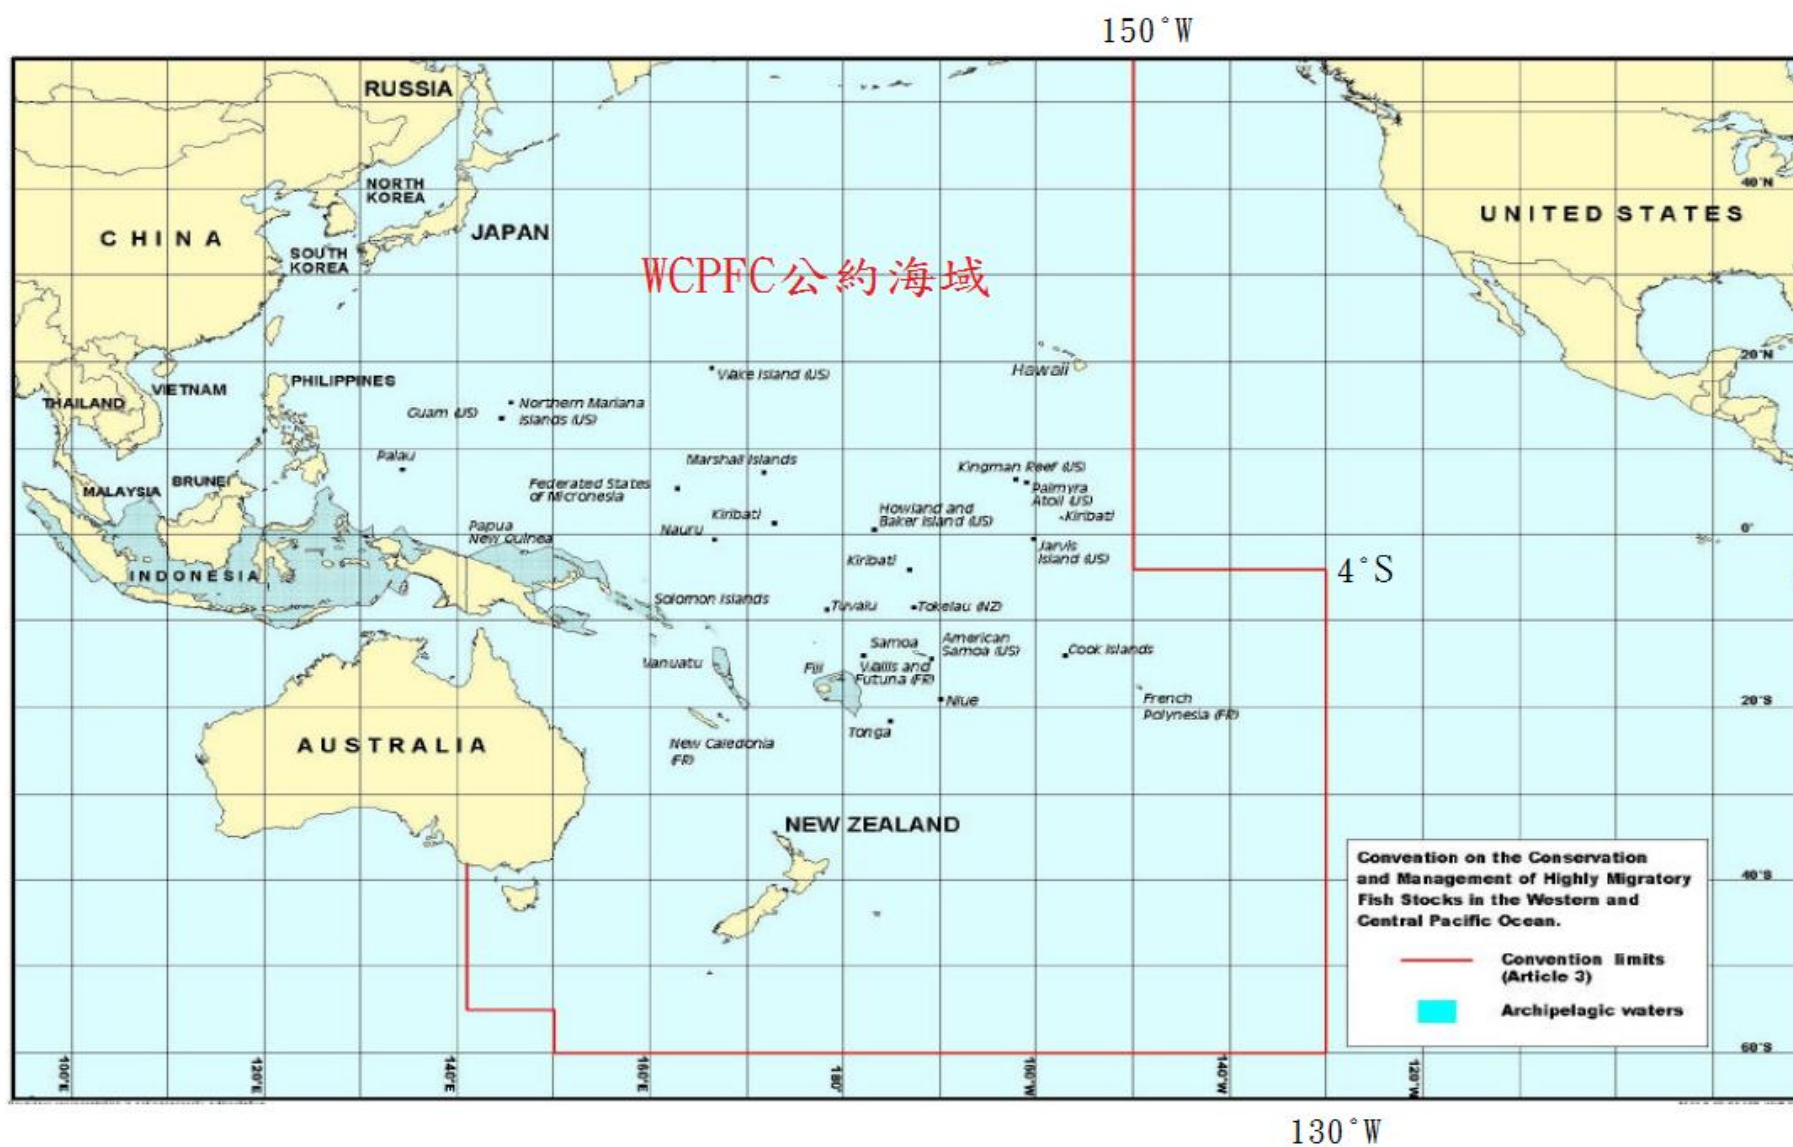 150°W
RUSSIA
NORTH
KOREA
JAPAN
CHINA
SOUTH
KOREA
WCPFC公約海域
40°N
UNITED STATES
20°N
Hawaii
Wake Island (US)
PHILIPPINES
VIETNAM
THAILAND
Guam (US)
Northern Mariana
Islands (US)
Palau
Marshall Islands
Kingman Reef (US)
BRUNEI
MALAYSIA
Federated States
of Micronesia
Palmyra
Atoll (US)
Howland and
Baker Island (US)
Kiribati
Kiribati
Papua
New Guinea
Nauru
0°
Jarvis
Island (US)
Kiribati
4°S
INDONESIA
Solomon Islands
Tuvalu
Tokelau (NZ)
Samoa
American
Samoa (US)
Cook Islands
Vanuatu
Fiji
Wallis and
Futuna (FR)
Niue
French
Polynesia (FR)
20°S
Tonga
AUSTRALIA
New Caledonia
(FR)
NEW ZEALAND
Convention on the Conservation
and Management of Highly Migratory
Fish Stocks in the Western and
Central Pacific Ocean.
40°S
Convention limits
(Article 3)
Archipelagic waters
60°S
100°E
120°E
140°E
160°E
180°
160°W
140°W
120°W
130°W